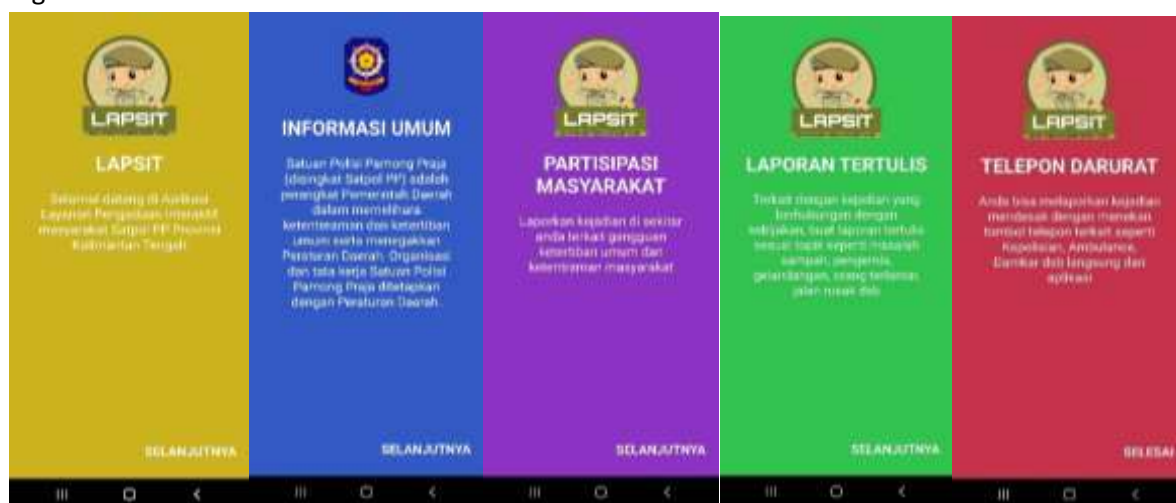 LAPSIT
LAPSIT
Selamat datang di Aplikasi
Layanan Pengaduan Interaktif
masyarakat Satpol PP Provinsi
Kalimantan Tengah
SELANJUTNYA
INFORMASI UMUM
Satuan Polisi Pamong Praja
(disingkat Satpol PP) adalah
perangkat Pemerintah Daerah
dalam memelihara
ketenteraman dan ketertiban
umum serta menegakkan
Peraturan Daerah. Organisasi
dan tata kerja Satuan Polisi
Pamong Praja ditetapkan
dengan Peraturan Daerah.
SELANJUTNYA
LAPSIT
PARTISIPASI
MASYARAKAT
Laporkan kejadian di sekitar
anda terkait gangguan
ketertiban umum dan
ketentraman masyarakat
SELANJUTNYA
LAPSIT
LAPORAN TERTULIS
Terkait dengan kejadian yang
berhubungan dengan
kebijakan, buat laporan tertulis
sesuai topik seperti masalah
sampah, pengemis,
gelandangan, orang terlantar,
jalan rusak dsb
SELANJUTNYA
LAPSIT
TELEPON DARURAT
Anda bisa melaporkan kejadian
mendesak dengan menekan
tombol telepon terkait seperti
Kepolisian, Ambulance,
Damkar dsb langsung dari
aplikasi
SELESAI